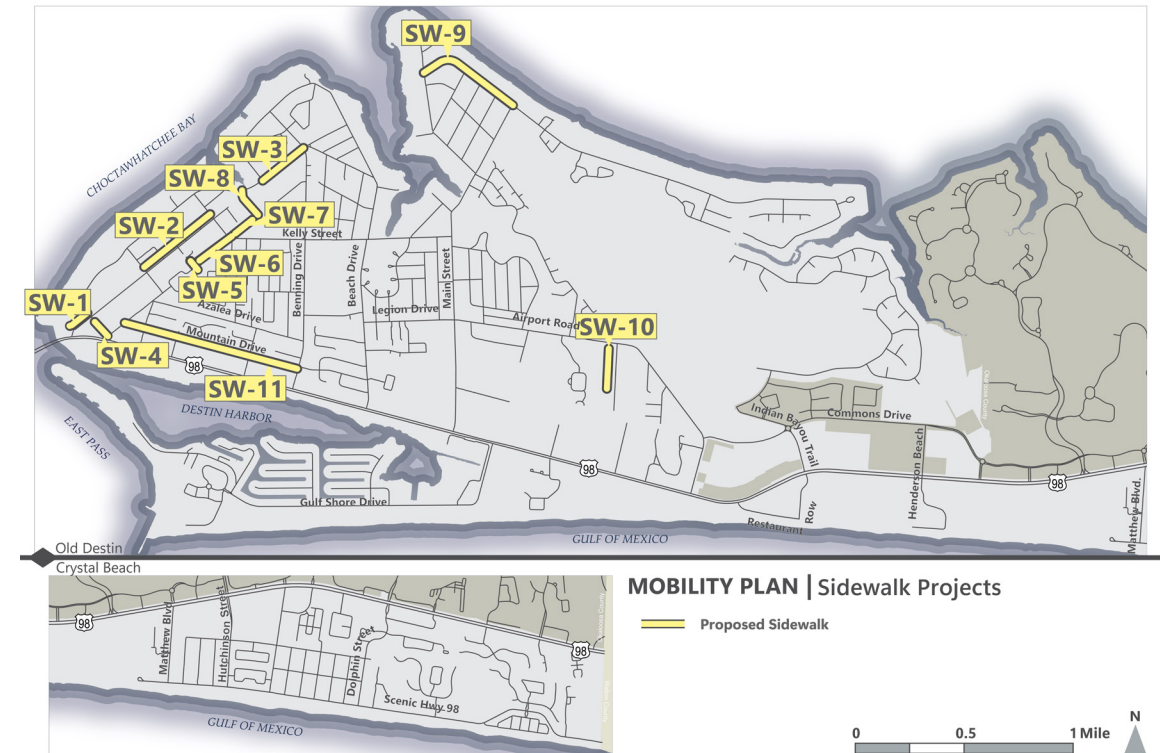 SW-9
CHOCTAWHATCHEE BAY
SW-3
SW-8
SW-2
SW-7
Kelly Street
SW-6
SW-5
SW-1
Azalea Drive
Benning Drive
Beach Drive
Main Street
Legion Drive
Airport Road
SW-10
SW-4
Mountain Drive
98
SW-11
DESTIN HARBOR
EAST PASS
Indian Bayou Trail
Commons Drive
Henderson Beach
98
98
Gulf Shore Drive
Restaurant Row
Matthew Blvd.
GULF OF MEXICO
Old Destin
Crystal Beach
MOBILITY PLAN | Sidewalk Projects
Proposed Sidewalk
98
Matthew Blvd
Hutchinson Street
Dolphin Street
98
Scenic Hwy 98
GULF OF MEXICO
0 0.5 1 Mile
N